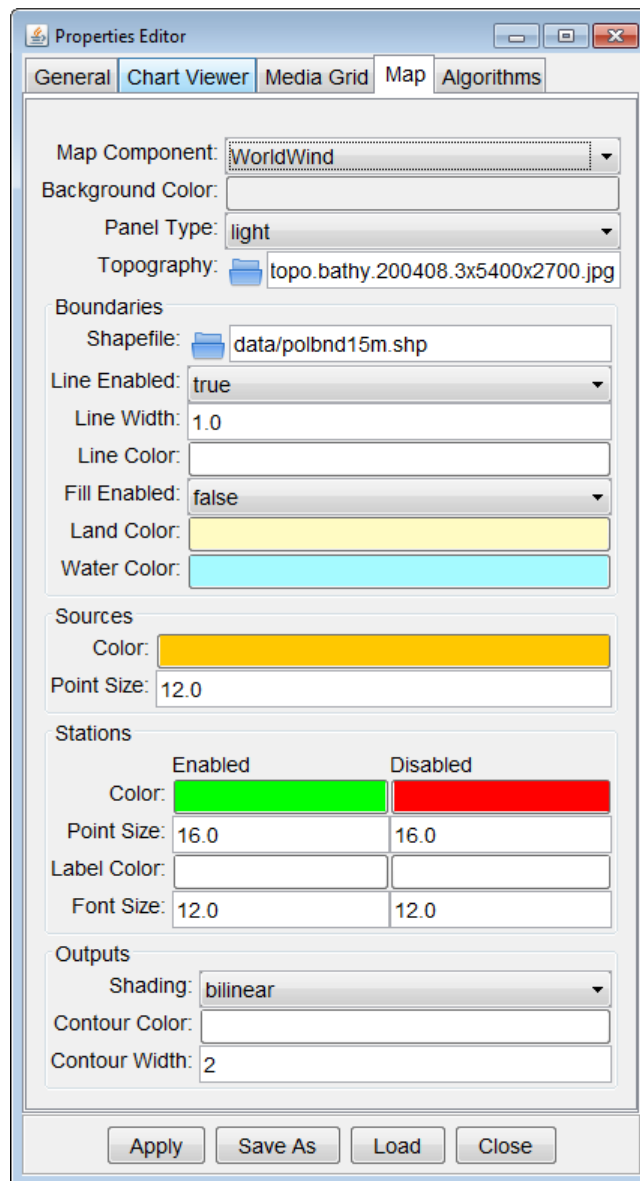 Properties Editor
General Chart Viewer Media Grid Map Algorithms
Map Component: WorldWind
Background Color:
Panel Type: light
Topography: topo.bathy.200408.3x5400x2700.jpg
Boundaries
Shapefile: data/polbnd15m.shp
Line Enabled: true
Line Width: 1.0
Line Color:
Fill Enabled: false
Land Color:
Water Color:
Sources
Color:
Point Size: 12.0
Stations
Enabled Disabled
Color:
Point Size: 16.0 16.0
Label Color:
Font Size: 12.0 12.0
Outputs
Shading: bilinear
Contour Color:
Contour Width: 2
Apply Save As Load Close